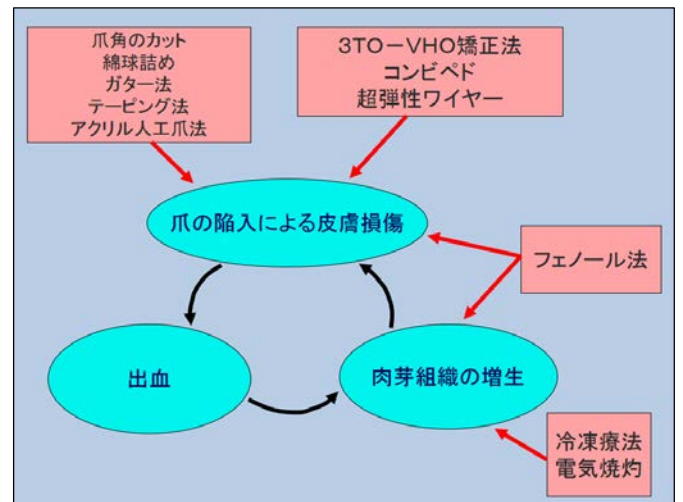 爪角のカット
綿球詰め
ガター法
テーピング法
アクリル人工爪法
3TO－VHO矯正法
コンビペド
超弾性ワイヤー
爪の陥入による皮膚損傷
フェノール法
出血
肉芽組織の増生
冷凍療法
電気焼灼